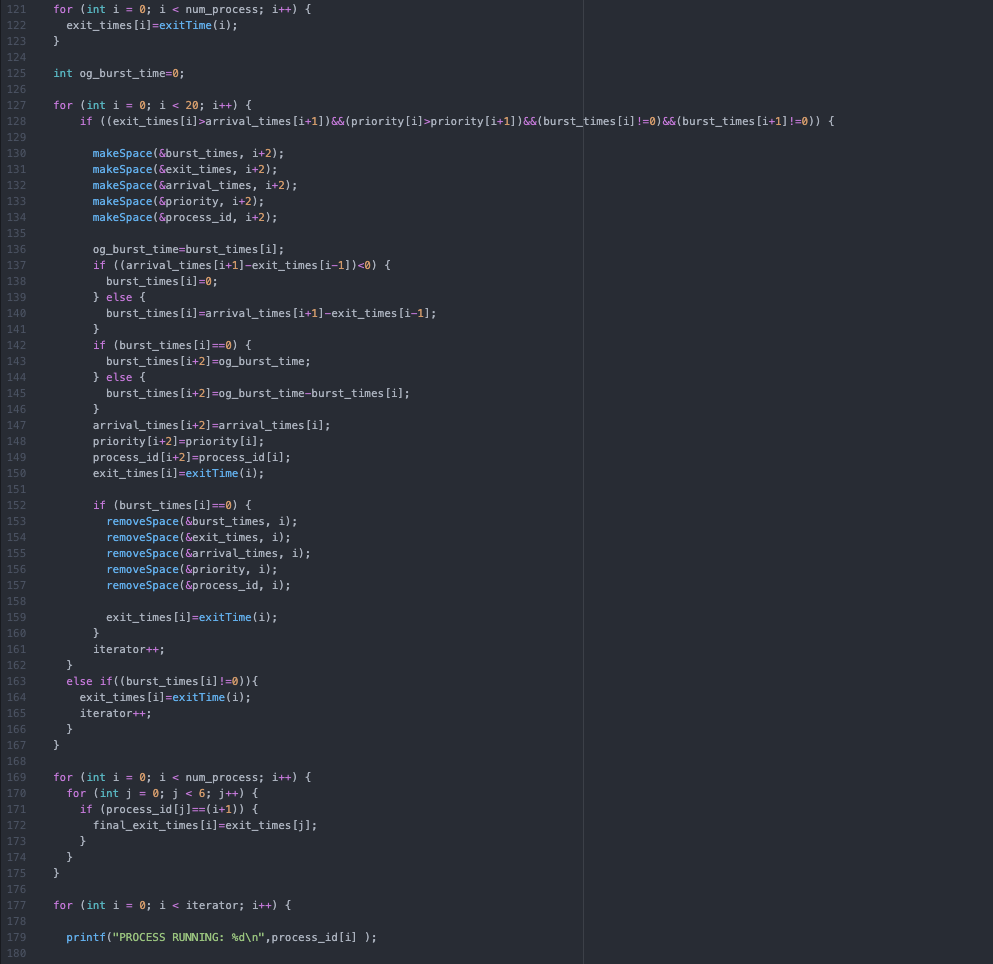 121 for (int i = 0; i < num_process; i++) {
122 exit_times[i]=exitTime(i);
123 }
124
125 int og_burst_time=0;
126
127 for (int i = 0; i < 20; i++) {
128 if ((exit_times[i]>arrival_times[i+1])&&(priority[i]>priority[i+1])&&(burst_times[i]!=0)&&(burst_times[i+1]!=0)) {
129
130 makeSpace(&burst_times, i+2);
131 makeSpace(&exit_times, i+2);
132 makeSpace(&arrival_times, i+2);
133 makeSpace(&priority, i+2);
134 makeSpace(&process_id, i+2);
135
136 og_burst_time=burst_times[i];
137 if ((arrival_times[i+1]-exit_times[i-1])<0) {
138 burst_times[i]=0;
139 } else {
140 burst_times[i]=arrival_times[i+1]-exit_times[i-1];
141 }
142 if (burst_times[i]==0) {
143 burst_times[i+2]=og_burst_time;
144 } else {
145 burst_times[i+2]=og_burst_time-burst_times[i];
146 }
147 arrival_times[i+2]=arrival_times[i];
148 priority[i+2]=priority[i];
149 process_id[i+2]=process_id[i];
150 exit_times[i]=exitTime(i);
151
152 if (burst_times[i]==0) {
153 removeSpace(&burst_times, i);
154 removeSpace(&exit_times, i);
155 removeSpace(&arrival_times, i);
156 removeSpace(&priority, i);
157 removeSpace(&process_id, i);
158
159 exit_times[i]=exitTime(i);
160 }
161 iterator++;
162 }
163 else if((burst_times[i]!=0)){
164 exit_times[i]=exitTime(i);
165 iterator++;
166 }
167 }
168
169 for (int i = 0; i < num_process; i++) {
170 for (int j = 0; j < 6; j++) {
171 if (process_id[j]==(i+1)) {
172 final_exit_times[i]=exit_times[j];
173 }
174 }
175 }
176
177 for (int i = 0; i < iterator; i++) {
178
179 printf("PROCESS RUNNING: %d\n",process_id[i] );
180